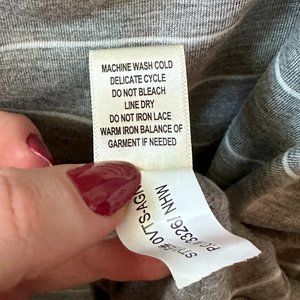 MACHINE WASH COLD
DELICATE CYCLE
DO NOT BLEACH
LINE DRY
DO NOT IRON LACE
WARM IRON BALANCE OF
GARMENT IF NEEDED